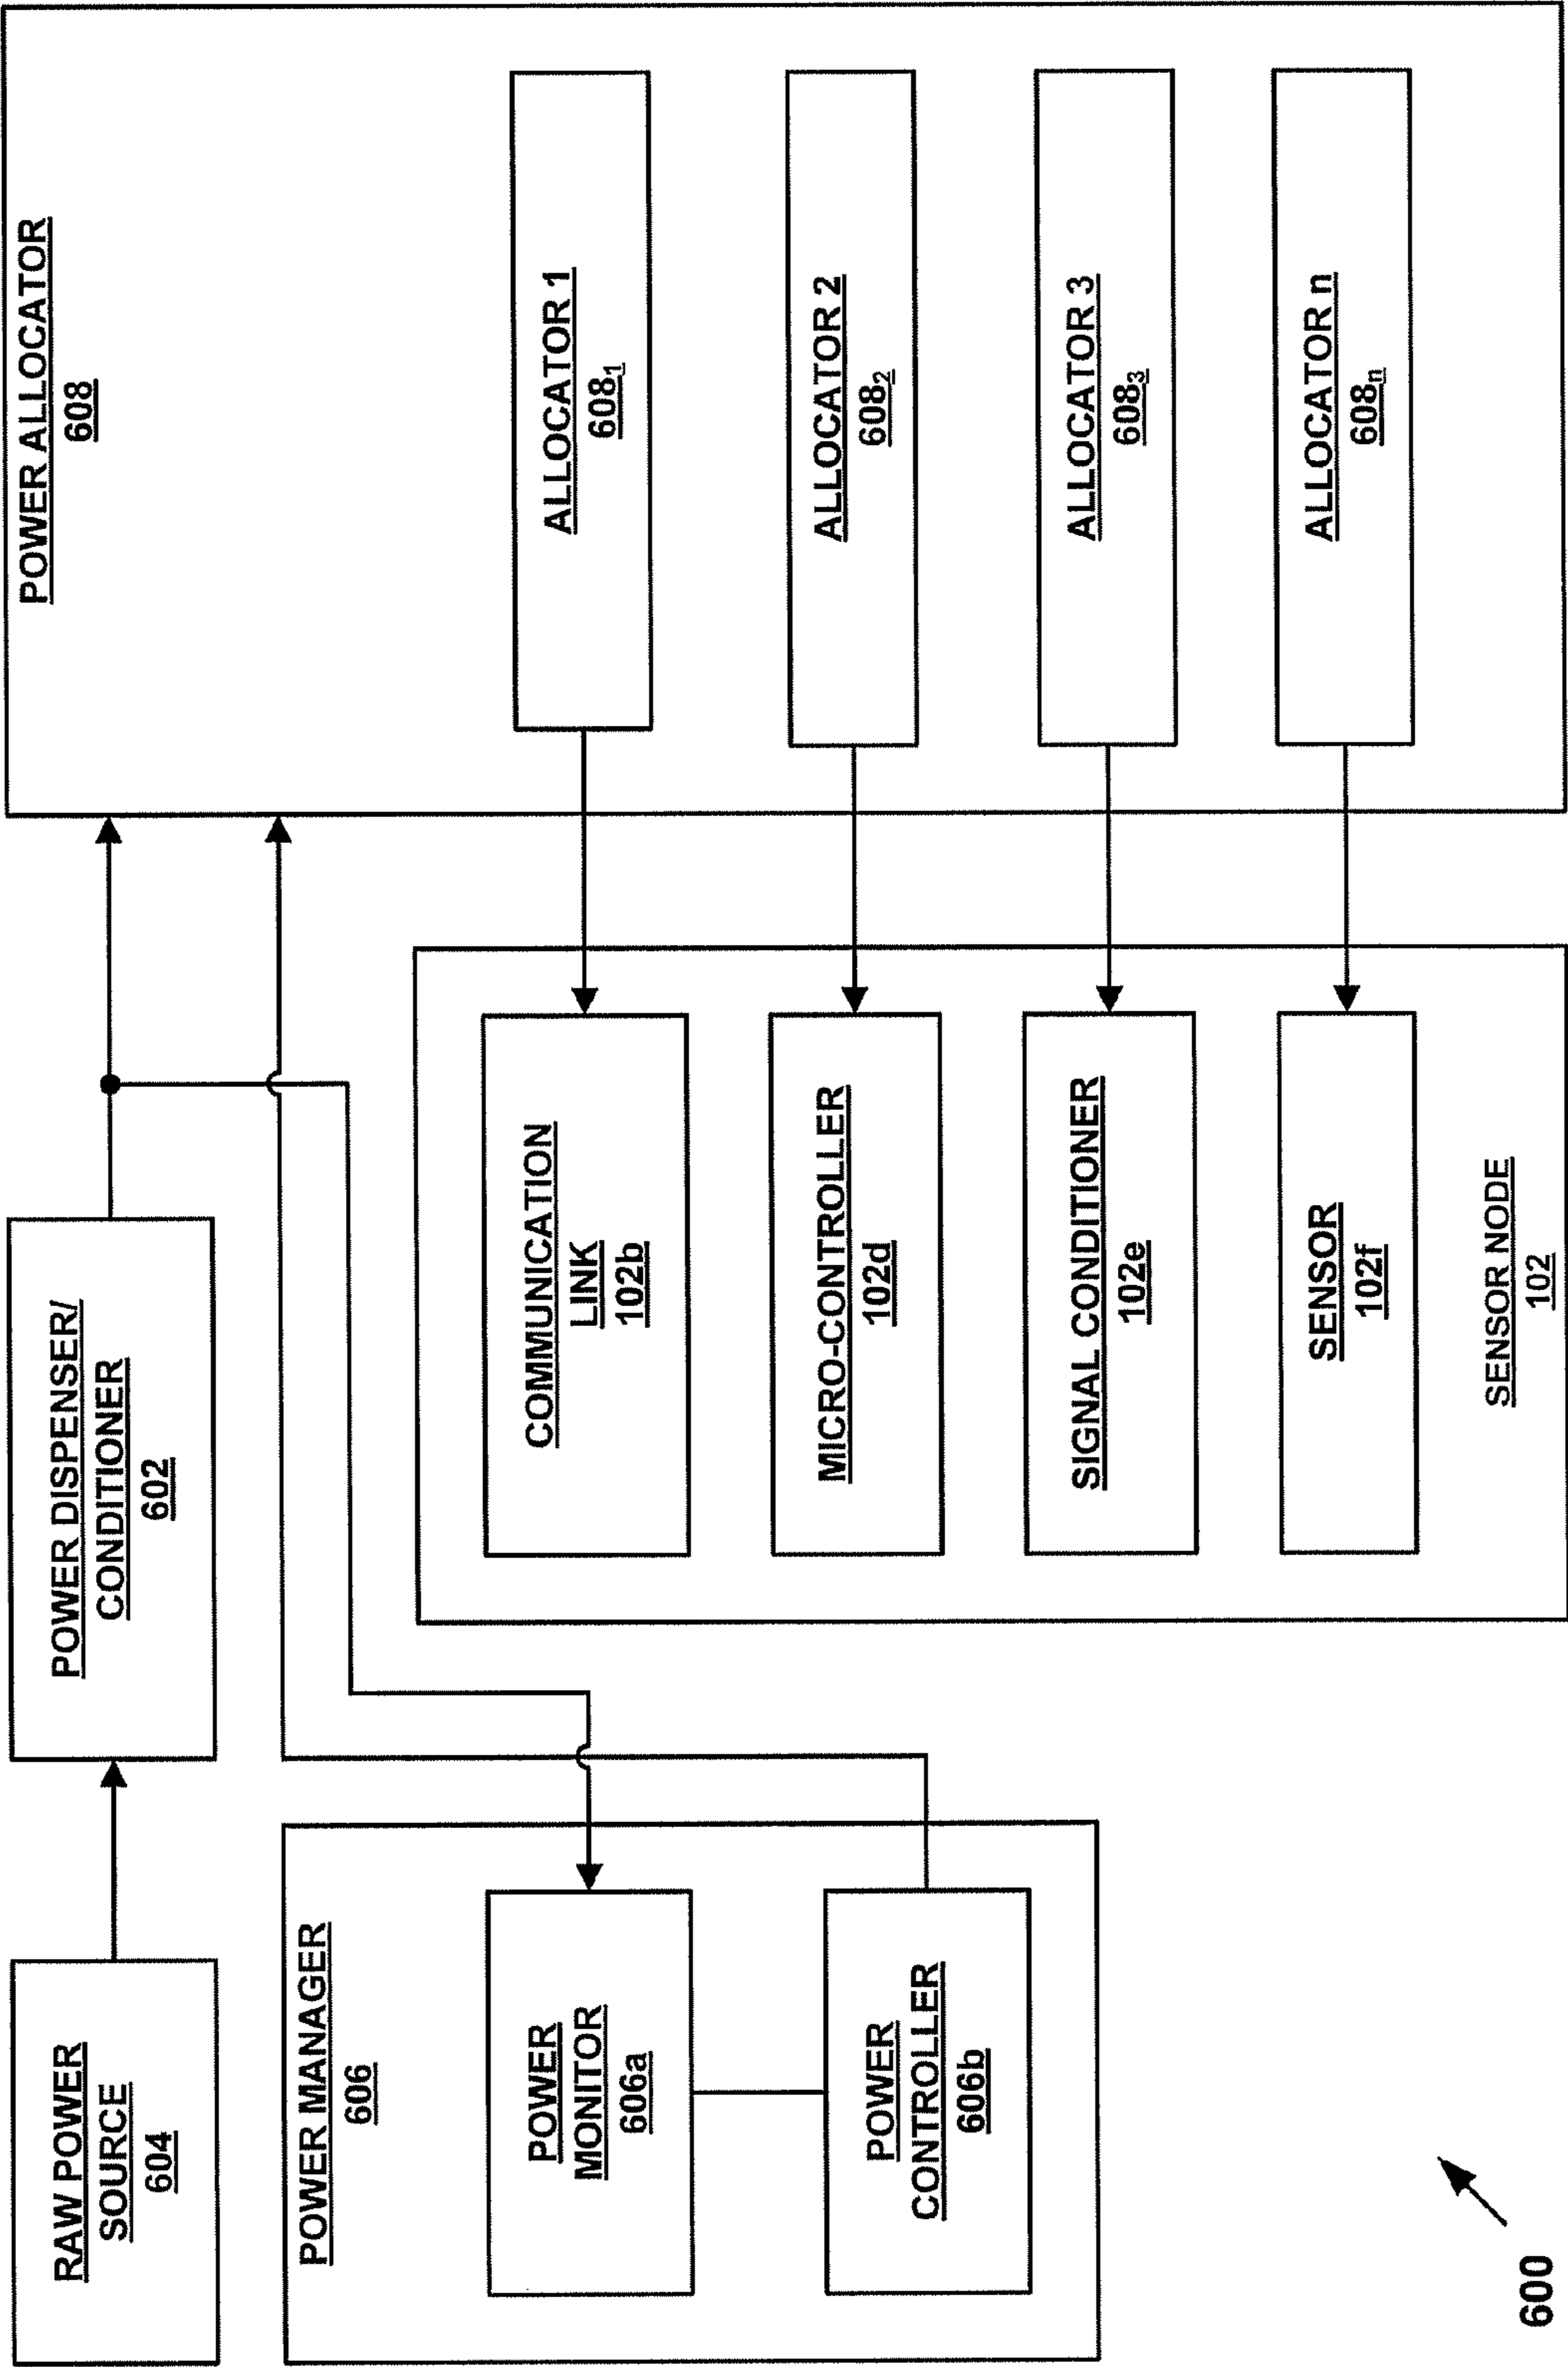 RAW POWER
SOURCE
604
POWER DISPENSER/
CONDITIONER
602
POWER ALLOCATOR
608
POWER MANAGER
606
POWER
MONITOR
606a
POWER
CONTROLLER
606b
COMMUNICATION
LINK
102b
MICRO-CONTROLLER
102d
SIGNAL CONDITIONER
102e
SENSOR
102f
SENSOR NODE
102
ALLOCATOR 1
608₁
ALLOCATOR 2
608₂
ALLOCATOR 3
608₃
ALLOCATOR n
608ₙ
600